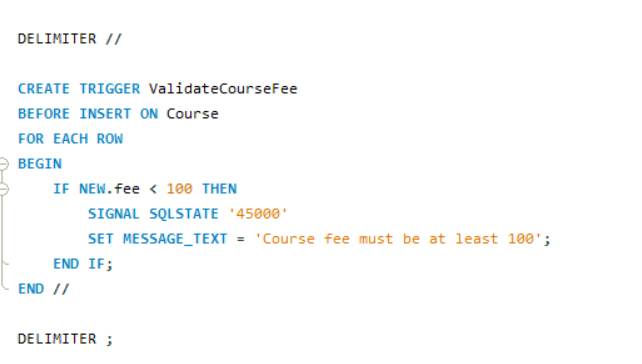 DELIMITER //
CREATE TRIGGER ValidateCourseFee
BEFORE INSERT ON Course
FOR EACH ROW
BEGIN
    IF NEW.fee < 100 THEN
        SIGNAL SQLSTATE '45000'
        SET MESSAGE_TEXT = 'Course fee must be at least 100';
    END IF;
END //
DELIMITER ;